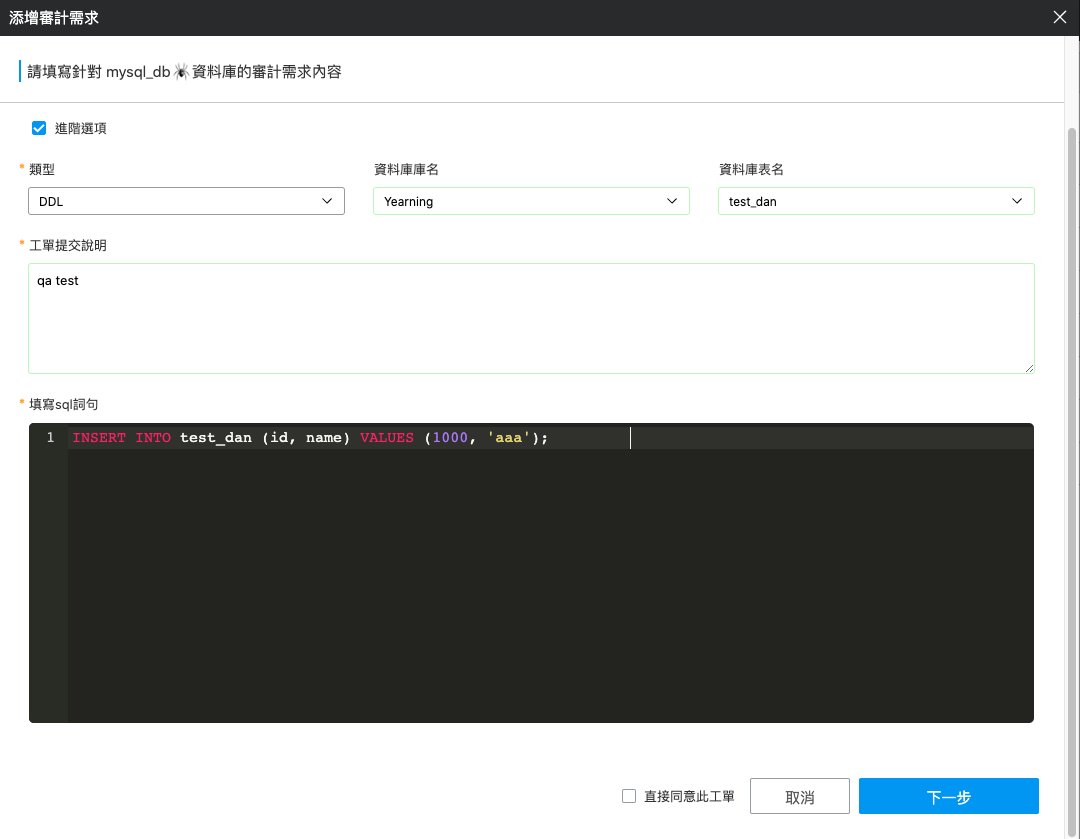 添增審計需求
請填寫針對 mysql_db🕷資料庫的審計需求內容
進階選項
* 類型 資料庫庫名 資料庫表名
DDL Yearning test_dan
* 工單提交說明
qa test
* 填寫sql詞句
1 INSERT INTO test_dan (id, name) VALUES (1000, 'aaa');
直接同意此工單 取消 下一步